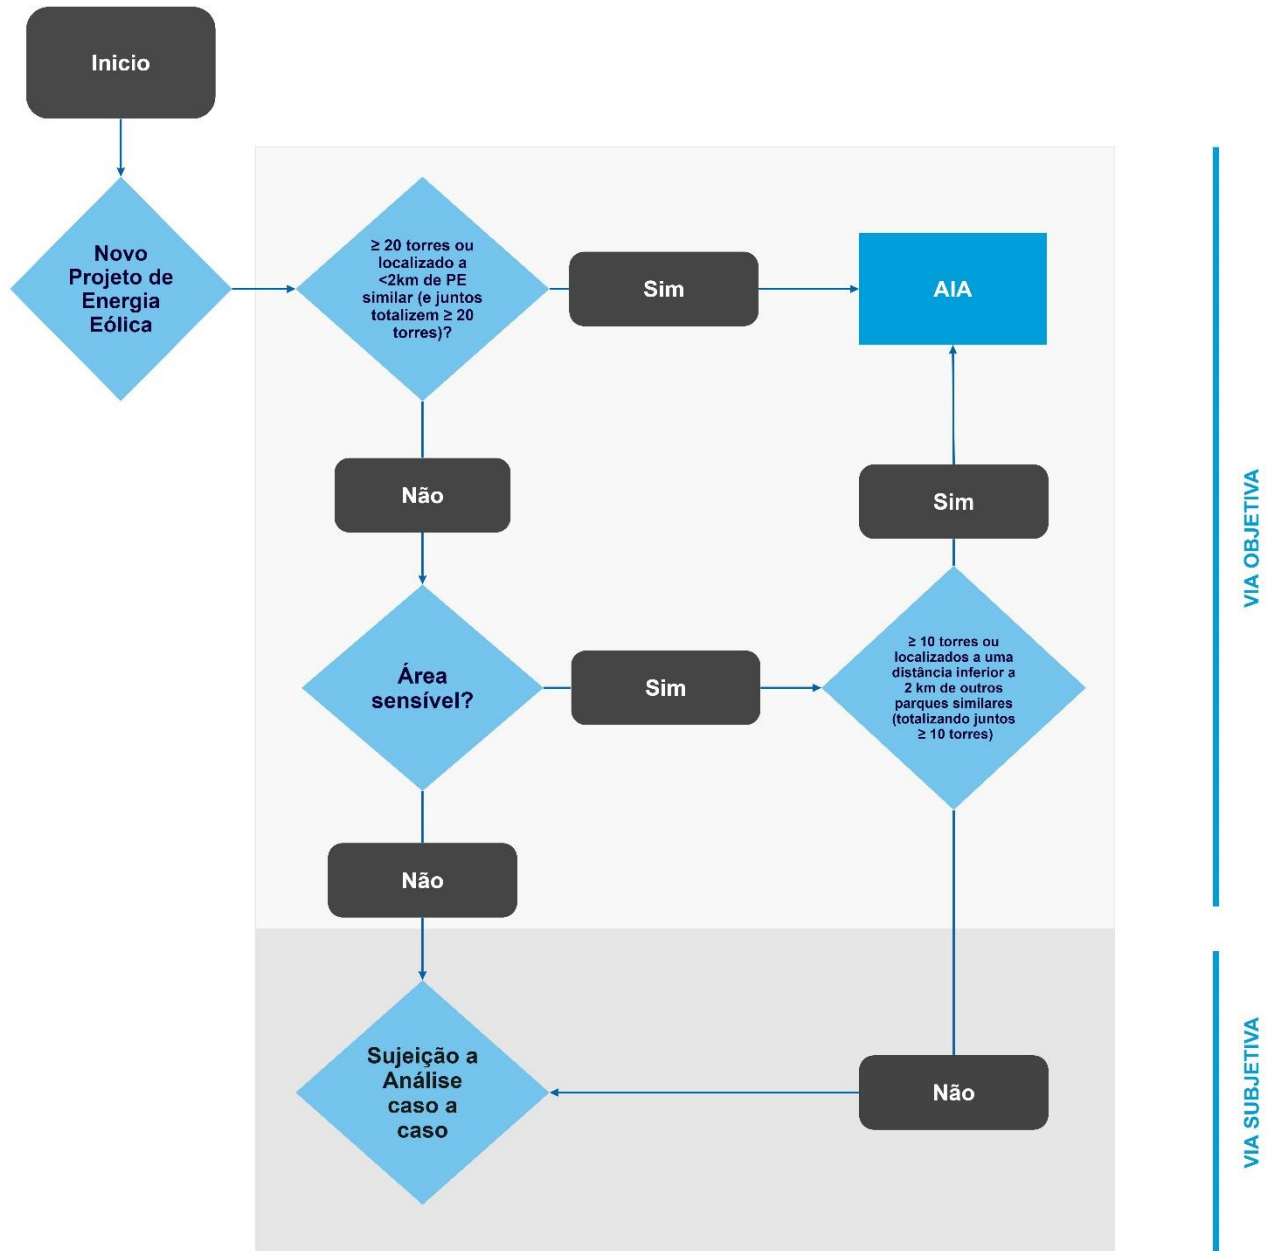 Inicio
Novo
Projeto de
Energia
Eólica
≥ 20 torres ou
localizado a
<2km de PE
similar (e juntos
totalizem ≥ 20
torres)?
Sim
AIA
Não
Sim
Área
sensível?
Sim
≥ 10 torres ou
localizados a uma
distância inferior a
2 km de outros
parques similares
(totalizando juntos
≥ 10 torres)
Não
Sujeição a
Análise
caso a
caso
Não
VIA OBJETIVA
VIA SUBJETIVA